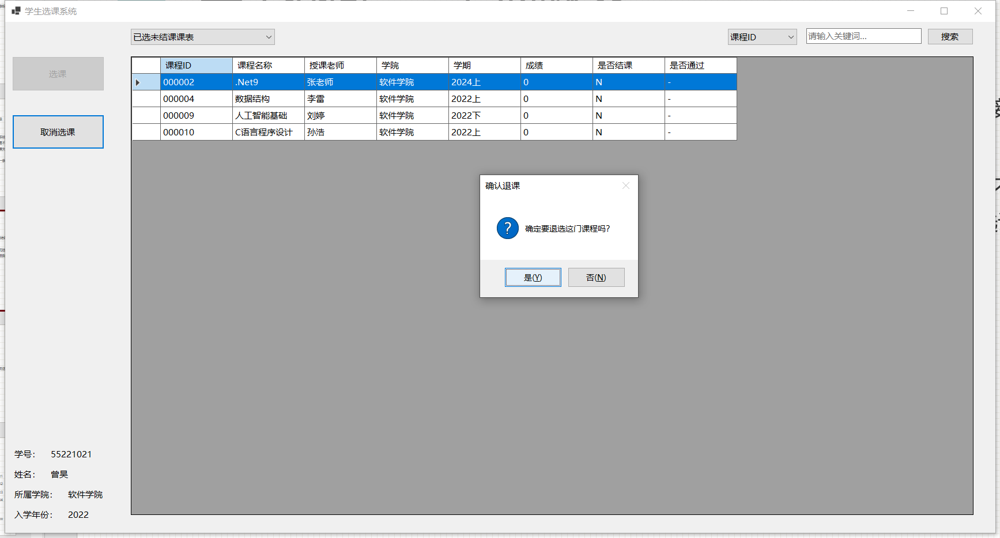 学生选课系统
已选未结课课表
课程ID
请输入关键词...
搜索
选课
取消选课
课程ID 课程名称 授课老师 学院 学期 成绩 是否结课 是否通过
000002 .Net9 张老师 软件学院 2024上 0 N -
000004 数据结构 李雷 软件学院 2022上 0 N -
000009 人工智能基础 刘婷 软件学院 2022下 0 N -
000010 C语言程序设计 孙浩 软件学院 2022上 0 N -
确认退课
确定要退选这门课程吗?
是(Y)
否(N)
学号： 55221021
姓名： 曾昊
所属学院： 软件学院
入学年份： 2022